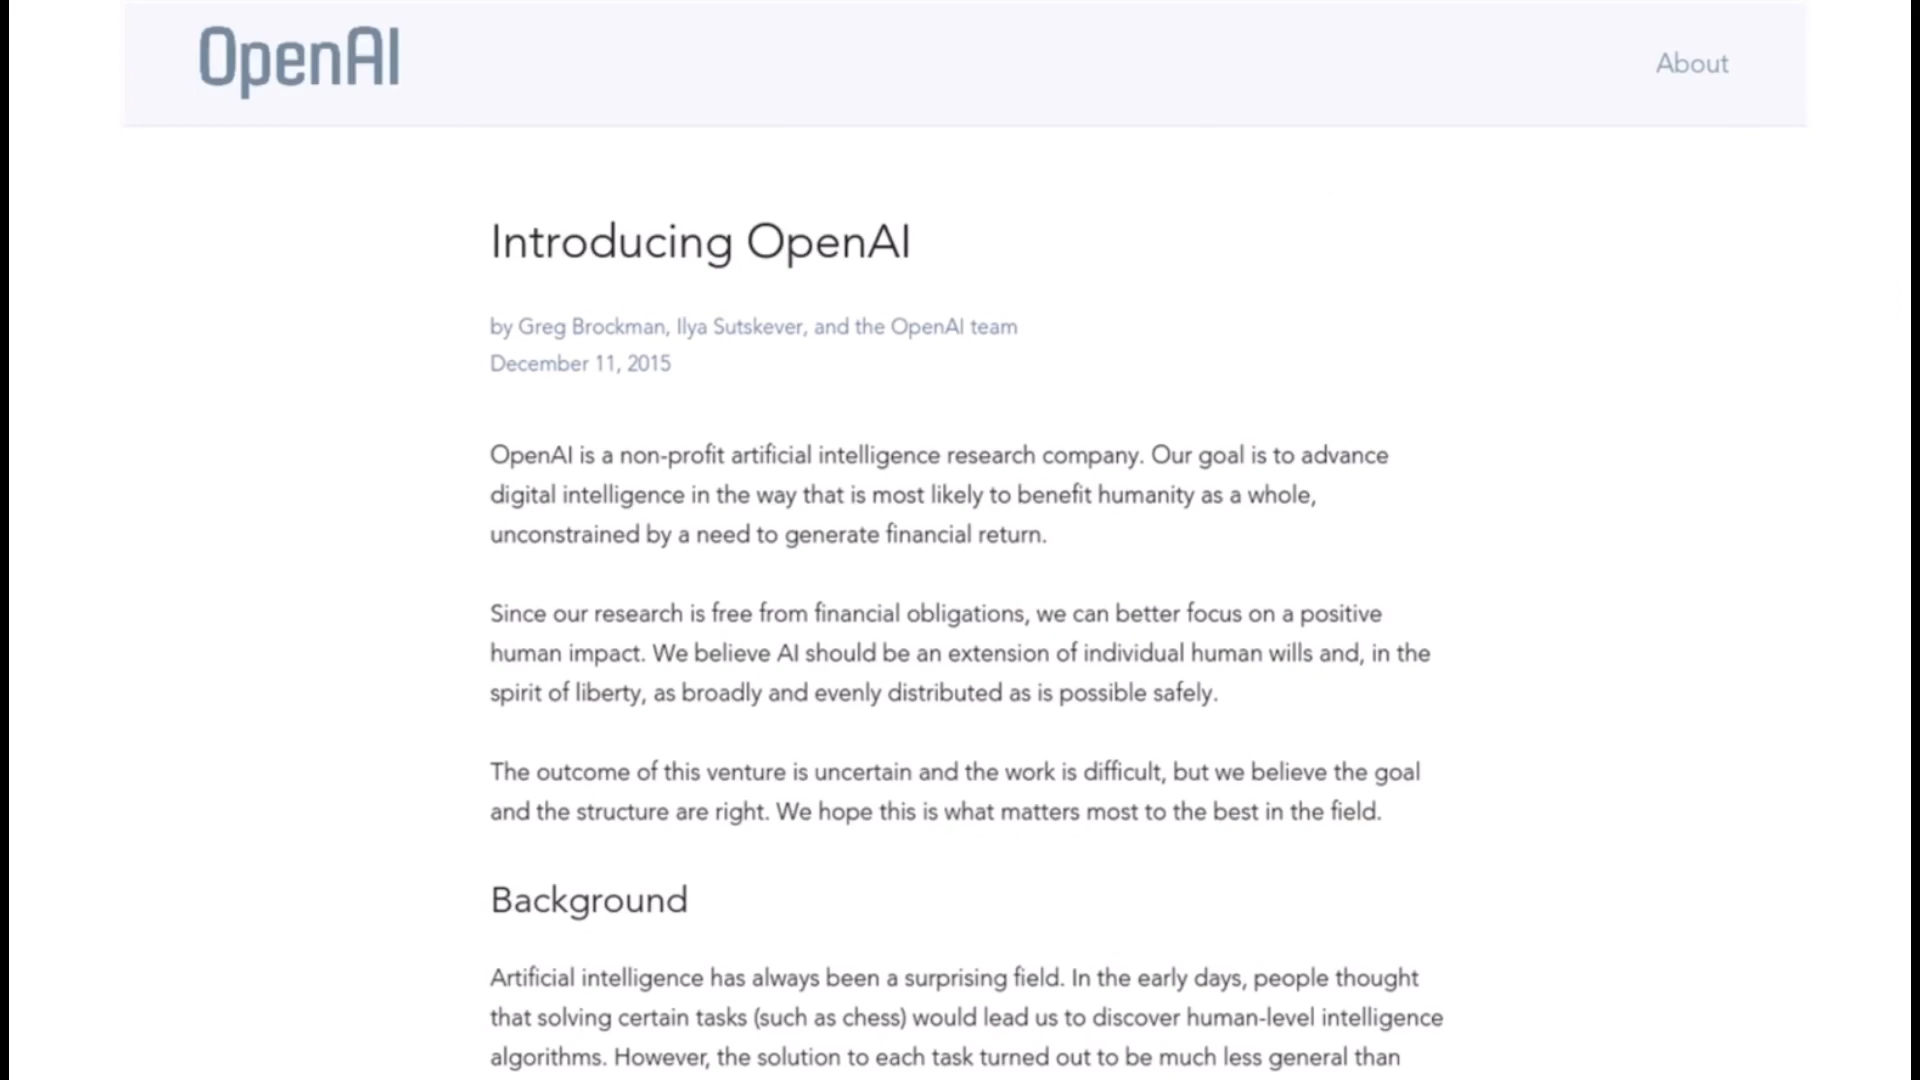 OpenAI
About
Introducing OpenAI
by Greg Brockman, Ilya Sutskever, and the OpenAI team
December 11, 2015
OpenAI is a non-profit artificial intelligence research company. Our goal is to advance
digital intelligence in the way that is most likely to benefit humanity as a whole,
unconstrained by a need to generate financial return.
Since our research is free from financial obligations, we can better focus on a positive
human impact. We believe AI should be an extension of individual human wills and, in the
spirit of liberty, as broadly and evenly distributed as is possible safely.
The outcome of this venture is uncertain and the work is difficult, but we believe the goal
and the structure are right. We hope this is what matters most to the best in the field.
Background
Artificial intelligence has always been a surprising field. In the early days, people thought
that solving certain tasks (such as chess) would lead us to discover human-level intelligence
algorithms. However, the solution to each task turned out to be much less general than